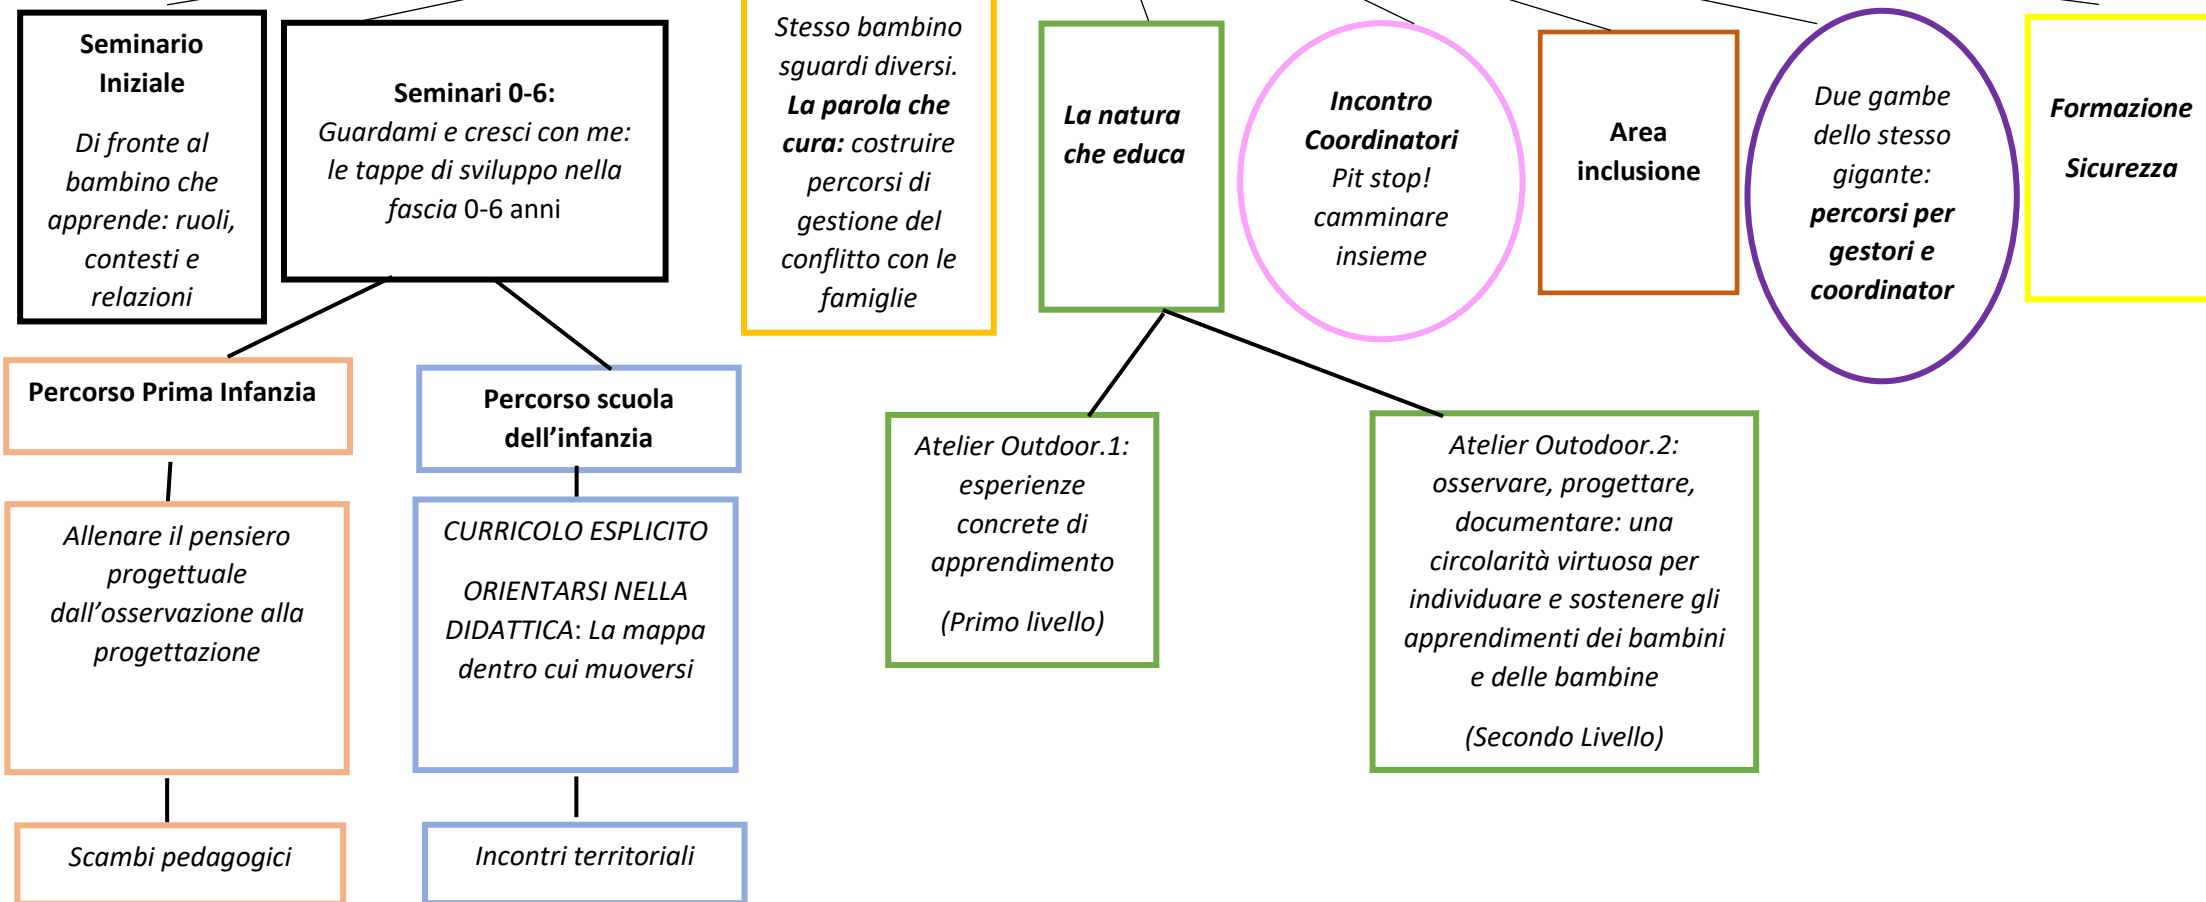 Seminario
Iniziale
Di fronte al
bambino che
apprende: ruoli,
contesti e
relazioni
Seminari 0-6:
Guardami e cresci con me:
le tappe di sviluppo nella
fascia 0-6 anni
Stesso bambino
sguardi diversi.
La parola che
cura: costruire
percorsi di
gestione del
conflitto con le
famiglie
La natura
che educa
Incontro
Coordinatori
Pit stop!
camminare
insieme
Area
inclusione
Due gambe
dello stesso
gigante:
percorsi per
gestori e
coordinator
Formazione
Sicurezza
Percorso Prima Infanzia
Percorso scuola
dell'infanzia
Atelier Outdoor.1:
esperienze
concrete di
apprendimento
(Primo livello)
Atelier Outodoor.2:
osservare, progettare,
documentare: una
circolarità virtuosa per
individuare e sostenere gli
apprendimenti dei bambini
e delle bambine
(Secondo Livello)
Allenare il pensiero
progettuale
dall'osservazione alla
progettazione
CURRICOLO ESPLICITO
ORIENTARSI NELLA
DIDATTICA: La mappa
dentro cui muoversi
Scambi pedagogici
Incontri territoriali